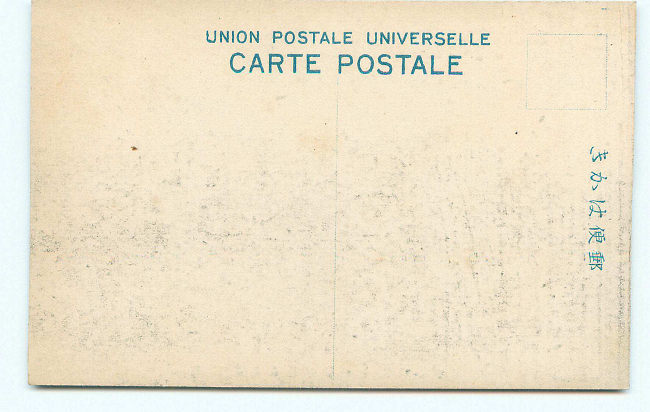 UNION POSTALE UNIVERSELLE
CARTE POSTALE
郵便はかき